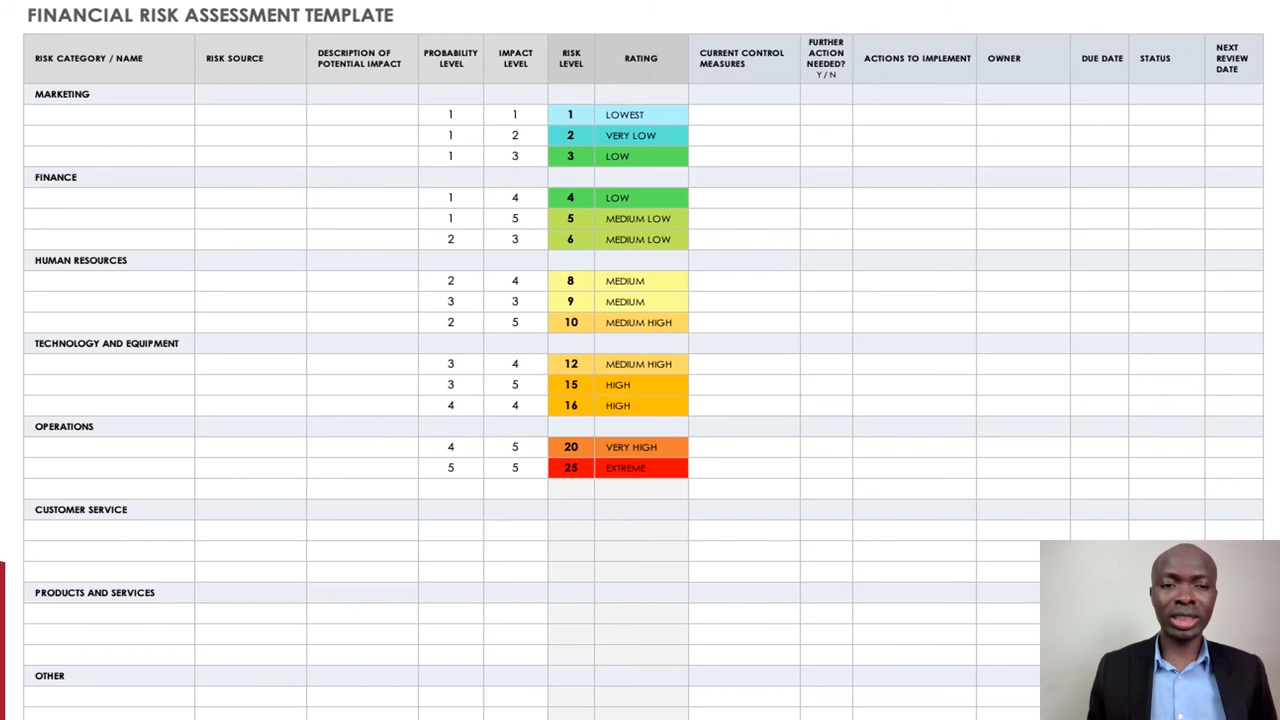 FINANCIAL RISK ASSESSMENT TEMPLATE
RISK CATEGORY / NAME
RISK SOURCE
DESCRIPTION OF
POTENTIAL IMPACT
PROBABILITY
LEVEL
IMPACT
LEVEL
RISK
LEVEL
RATING
CURRENT CONTROL
MEASURES
FURTHER
ACTION
NEEDED?
Y / N
ACTIONS TO IMPLEMENT
OWNER
DUE DATE
STATUS
NEXT
REVIEW
DATE
MARKETING
1 1 1 LOWEST
1 2 2 VERY LOW
1 3 3 LOW
FINANCE
1 4 4 LOW
1 5 5 MEDIUM LOW
2 3 6 MEDIUM LOW
HUMAN RESOURCES
2 4 8 MEDIUM
3 3 9 MEDIUM
2 5 10 MEDIUM HIGH
TECHNOLOGY AND EQUIPMENT
3 4 12 MEDIUM HIGH
3 5 15 HIGH
4 4 16 HIGH
OPERATIONS
4 5 20 VERY HIGH
5 5 25 EXTREME
CUSTOMER SERVICE
PRODUCTS AND SERVICES
OTHER